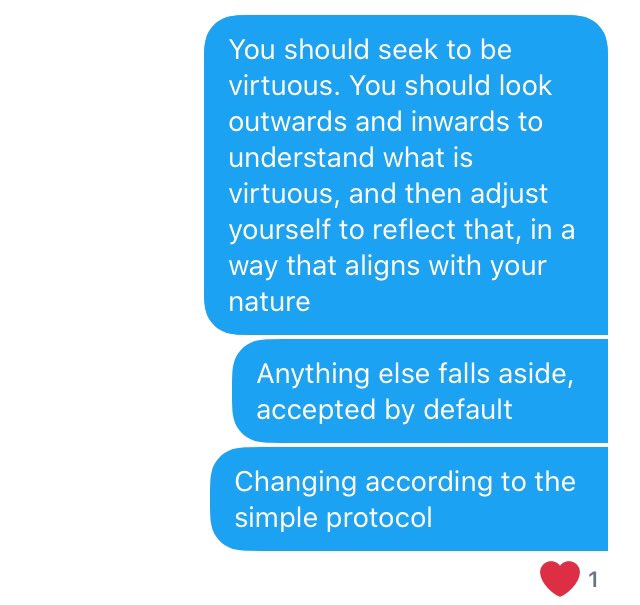 You should seek to be
virtuous. You should look
outwards and inwards to
understand what is
virtuous, and then adjust
yourself to reflect that, in a
way that aligns with your
nature
Anything else falls aside,
accepted by default
Changing according to the
simple protocol
1